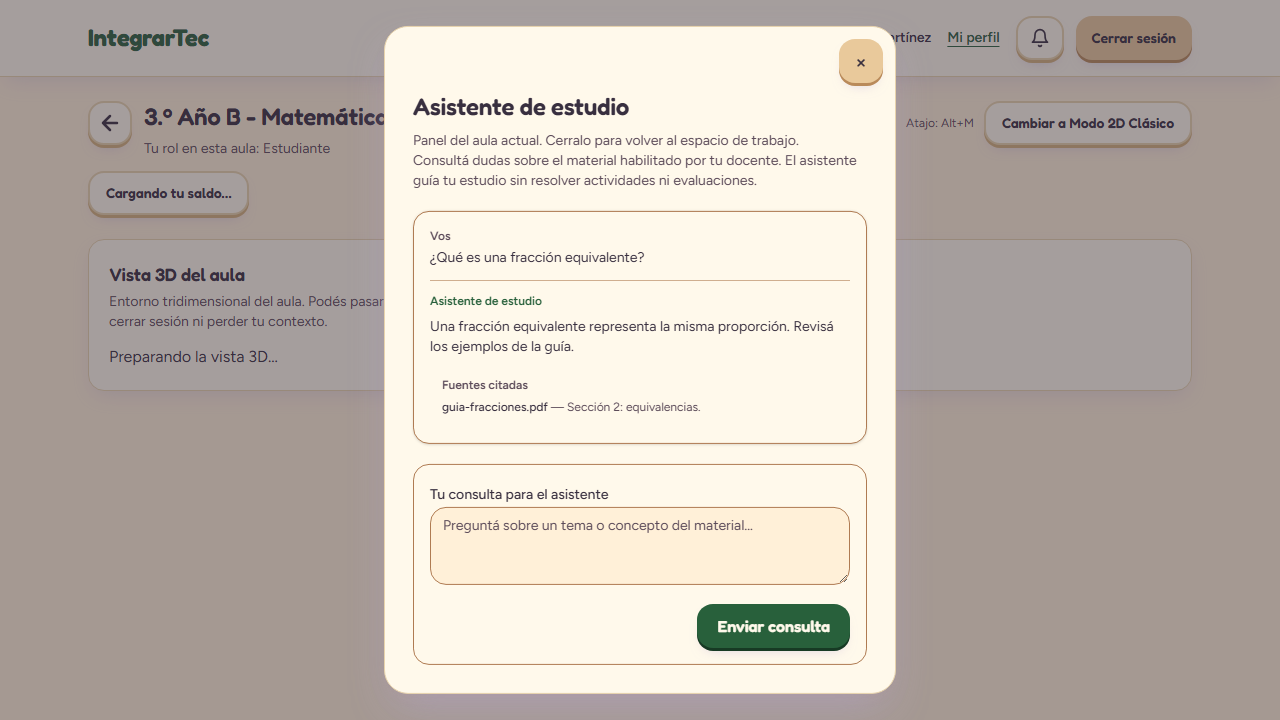 IntegrarTec
Mi perfil
Cerrar sesión
3.º Año B - Matemática
Tu rol en esta aula: Estudiante
Atajo: Alt+M
Cambiar a Modo 2D Clásico
Cargando tu saldo...
Vista 3D del aula
Entorno tridimensional del aula. Podés pasar
cerrar sesión ni perder tu contexto.
Preparando la vista 3D...
×
Asistente de estudio
Panel del aula actual. Cerralo para volver al espacio de trabajo.
Consultá dudas sobre el material habilitado por tu docente. El asistente
guía tu estudio sin resolver actividades ni evaluaciones.
Vos
¿Qué es una fracción equivalente?
Asistente de estudio
Una fracción equivalente representa la misma proporción. Revisá
los ejemplos de la guía.
Fuentes citadas
guia-fracciones.pdf — Sección 2: equivalencias.
Tu consulta para el asistente
Preguntá sobre un tema o concepto del material...
Enviar consulta